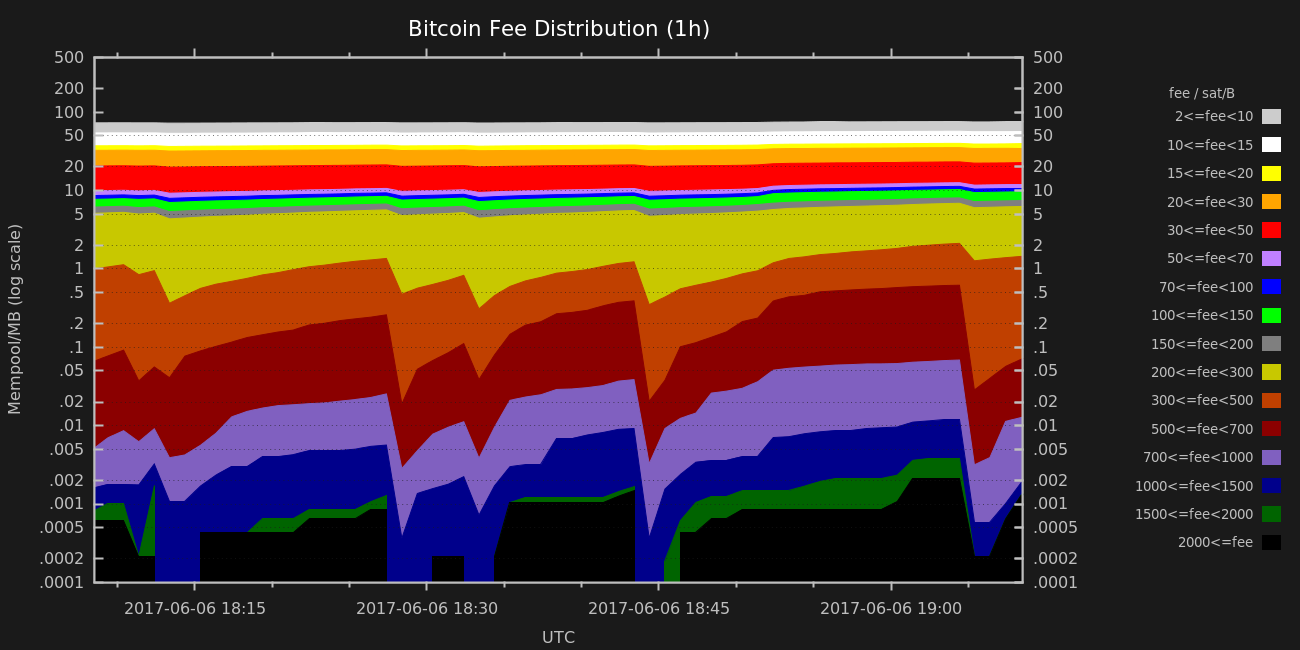 Bitcoin Fee Distribution (1h)
Mempool/MB (log scale)
500
200
100
50
20
10
5
2
1
.5
.2
.1
.05
.02
.01
.005
.002
.001
.0005
.0002
.0001
500
200
100
50
20
10
5
2
1
.5
.2
.1
.05
.02
.01
.005
.002
.001
.0005
.0002
.0001
2017-06-06 18:15
2017-06-06 18:30
2017-06-06 18:45
2017-06-06 19:00
UTC
fee / sat/B
2<=fee<10
10<=fee<15
15<=fee<20
20<=fee<30
30<=fee<50
50<=fee<70
70<=fee<100
100<=fee<150
150<=fee<200
200<=fee<300
300<=fee<500
500<=fee<700
700<=fee<1000
1000<=fee<1500
1500<=fee<2000
2000<=fee